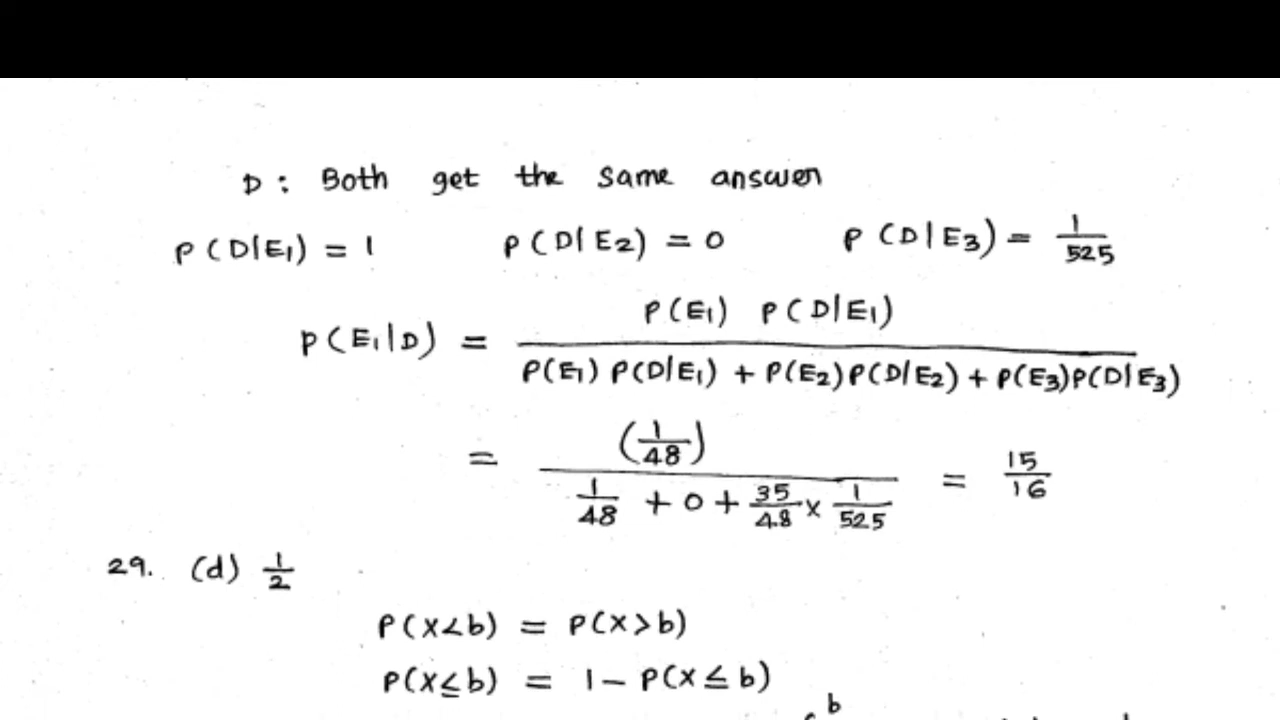 D : Both get the same answer
P(D|E1) = 1 P(D|E2) = 0 P(D|E3) = 1/525
P(E1|D) = P(E1) P(D|E1) / P(E1) P(D|E1) + P(E2)P(D|E2) + P(E3)P(D|E3)
= (1/48) / 1/48 + 0 + 35/48 × 1/525 = 15/16
29. (d) 1/2
P(X<b) = P(X>b)
P(X≤b) = 1 - P(X≤b)
b